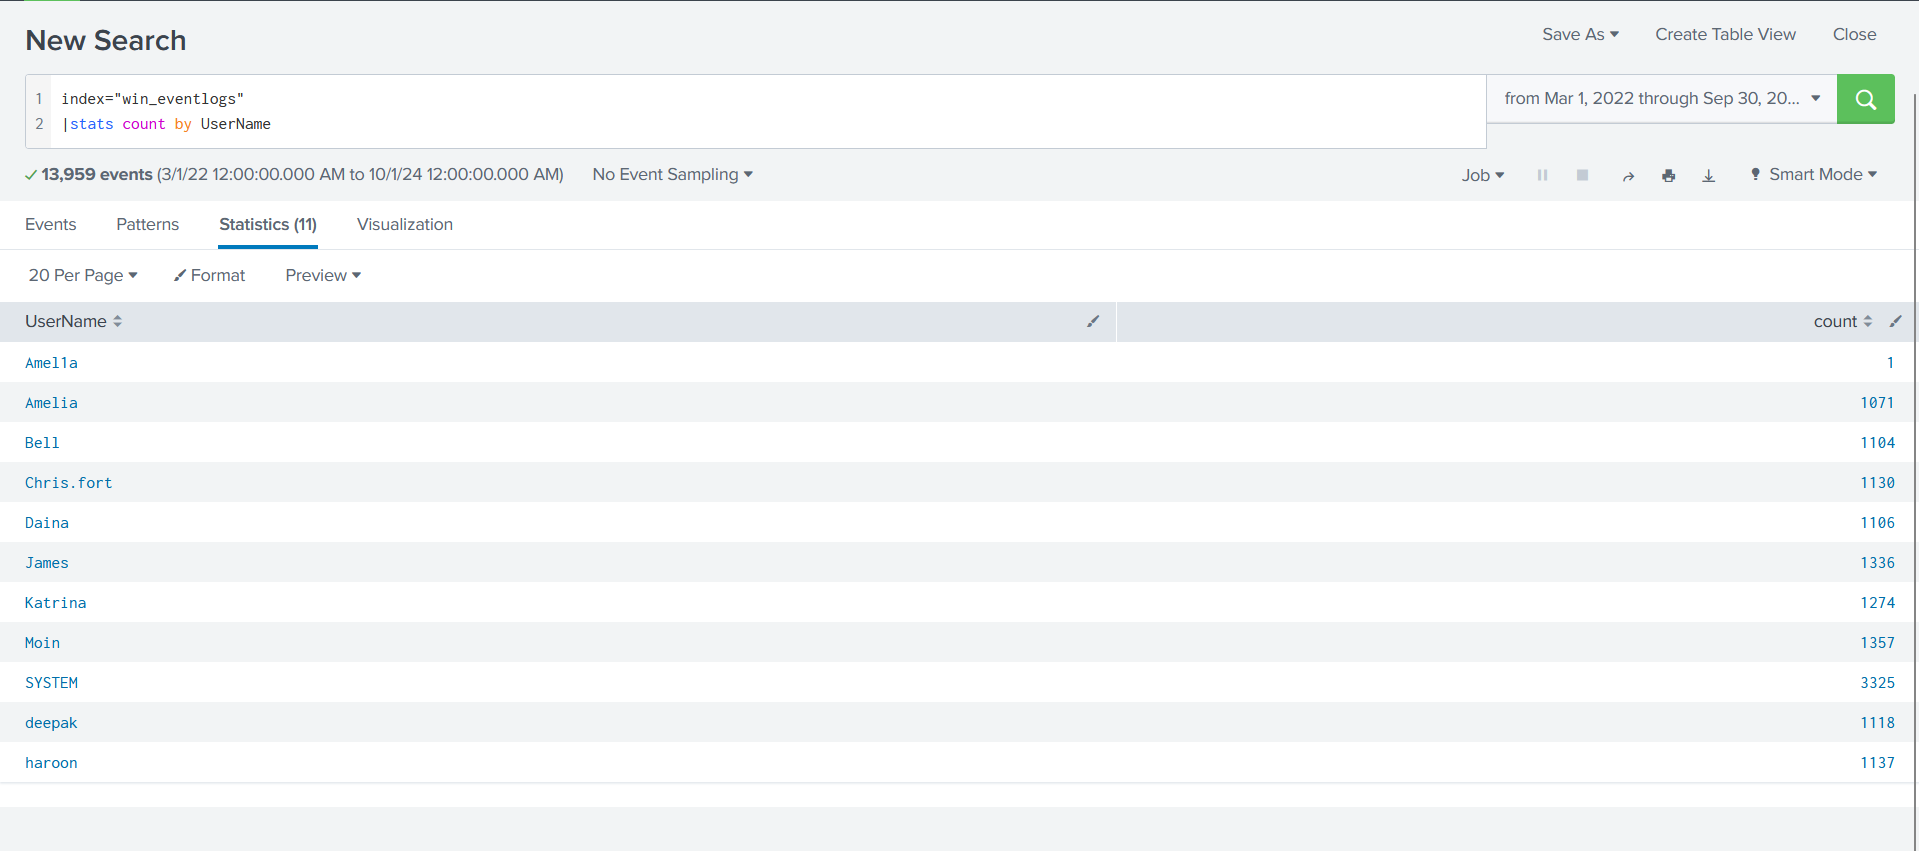 New Search
Save As
Create Table View
Close
1 index="win_eventlogs"
2 |stats count by UserName
from Mar 1, 2022 through Sep 30, 20...
13,959 events (3/1/22 12:00:00.000 AM to 10/1/24 12:00:00.000 AM)
No Event Sampling
Job
Smart Mode
Events
Patterns
Statistics (11)
Visualization
20 Per Page
Format
Preview
UserName count
Amel1a 1
Amelia 1071
Bell 1104
Chris.fort 1130
Daina 1106
James 1336
Katrina 1274
Moin 1357
SYSTEM 3325
deepak 1118
haroon 1137